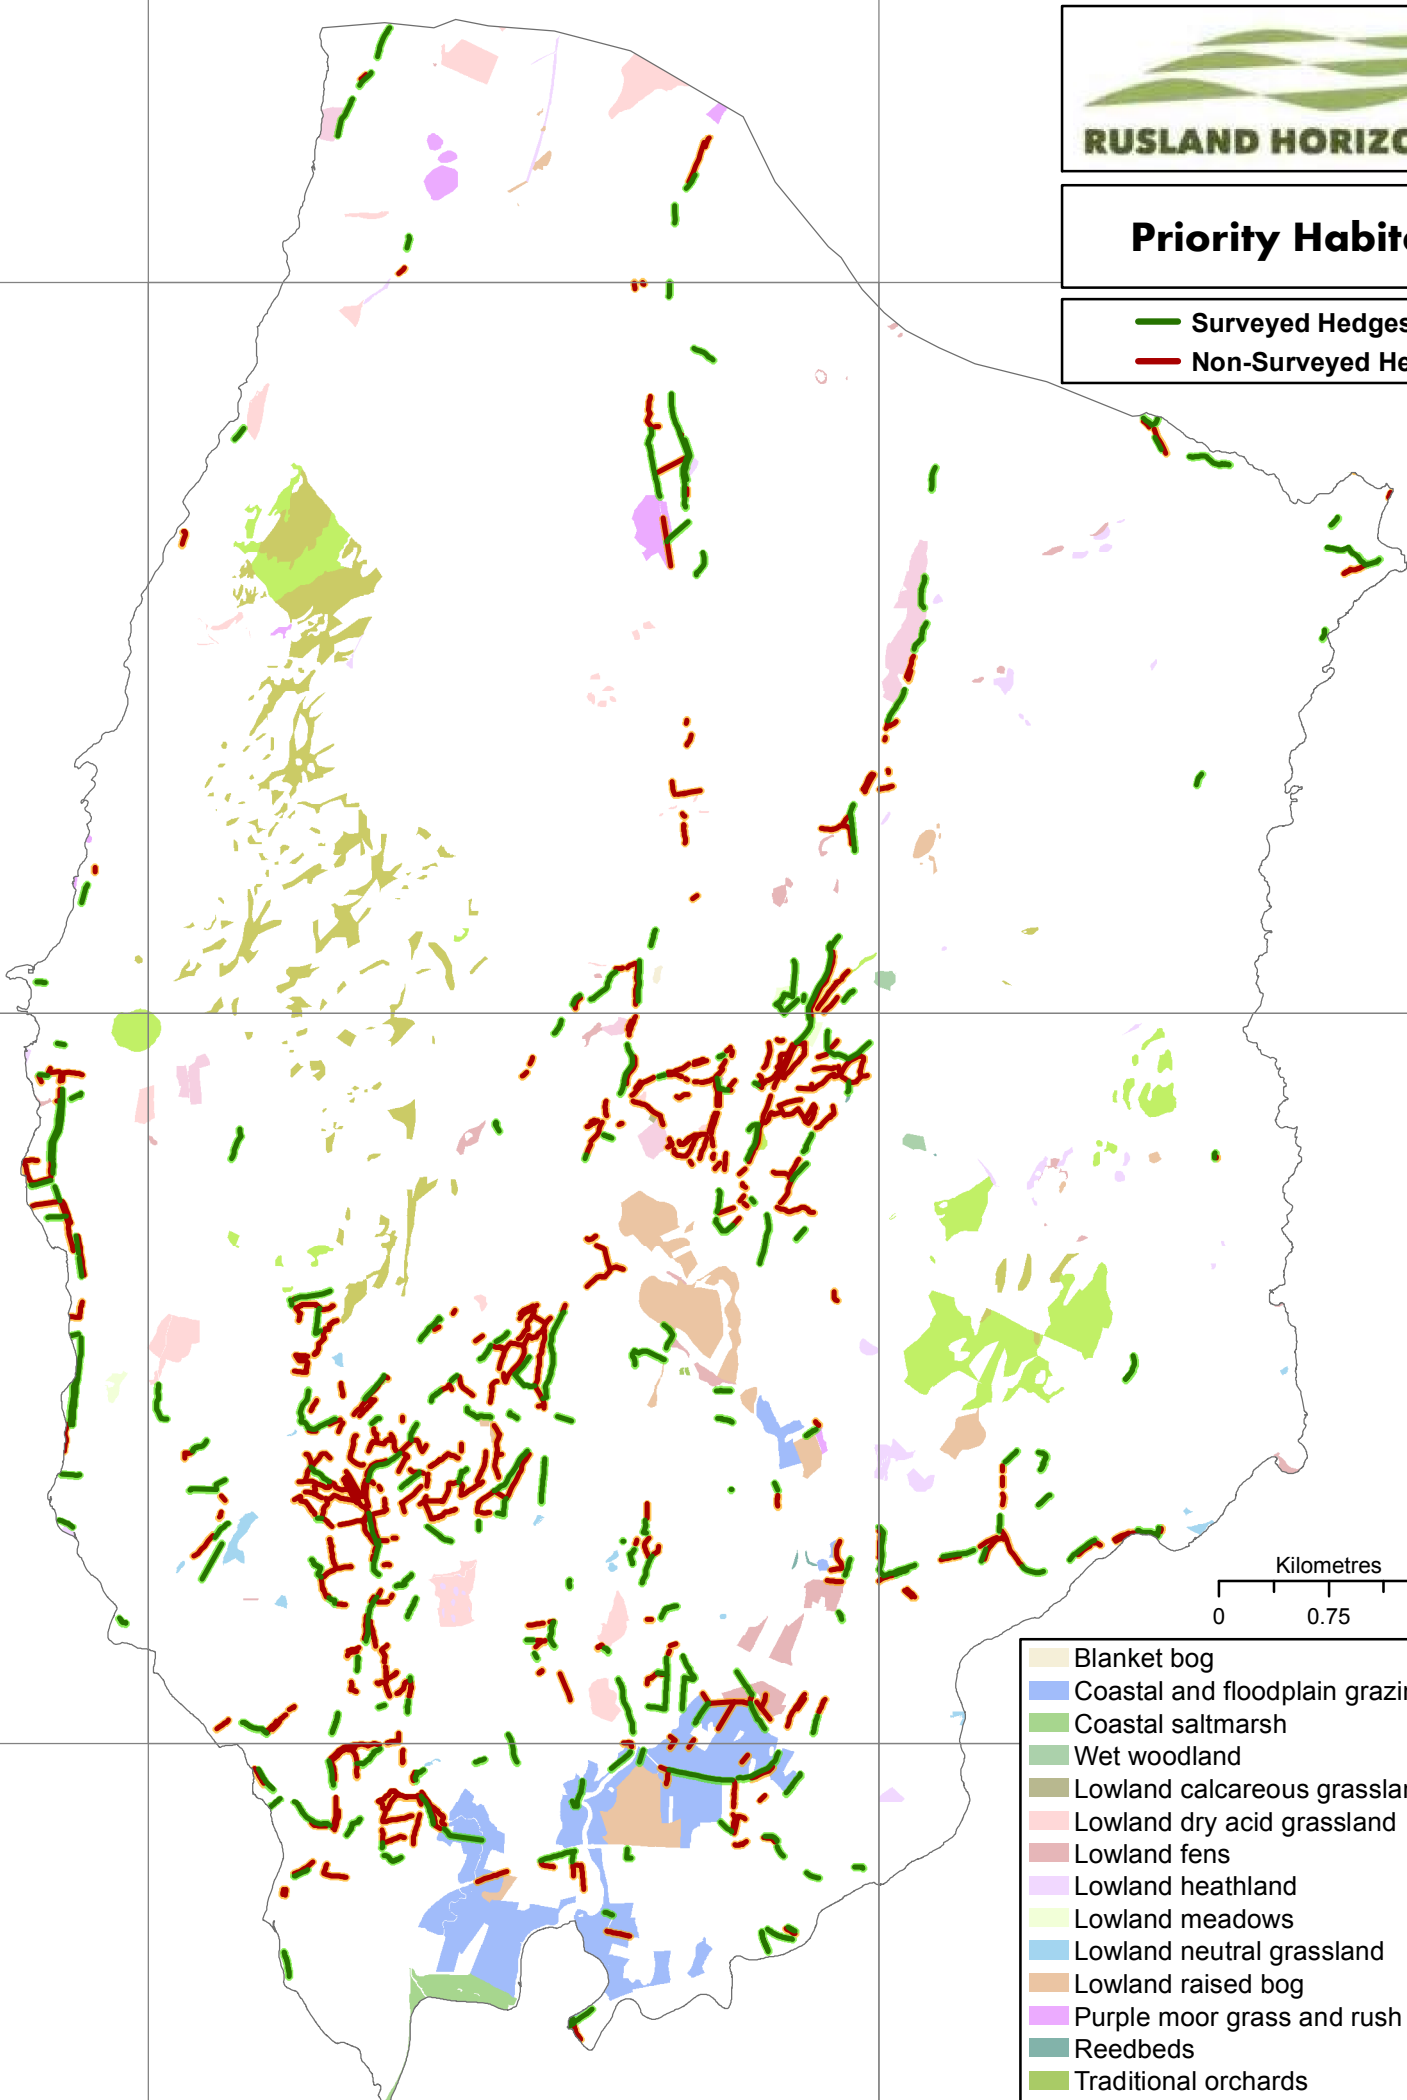 RUSLAND HORIZO
Priority Habit
Surveyed Hedges
Non-Surveyed He
Kilometres
0 0.75
Blanket bog
Coastal and floodplain grazi
Coastal saltmarsh
Wet woodland
Lowland calcareous grasslan
Lowland dry acid grassland
Lowland fens
Lowland heathland
Lowland meadows
Lowland neutral grassland
Lowland raised bog
Purple moor grass and rush
Reedbeds
Traditional orchards